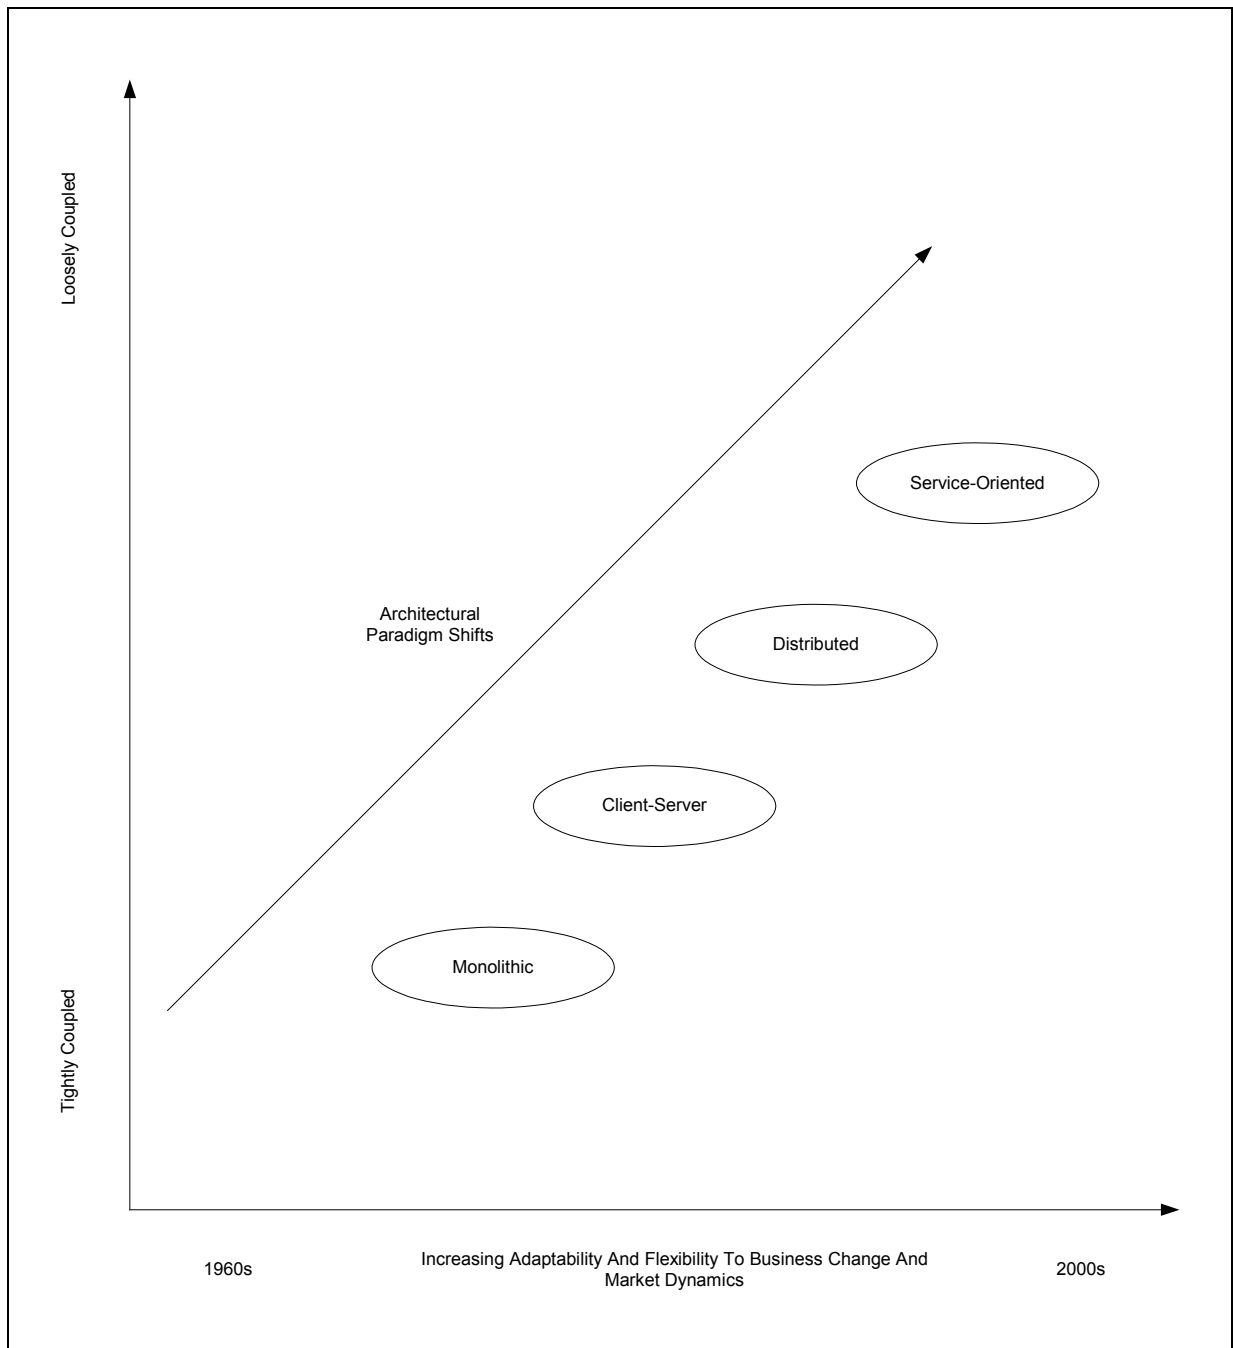 Loosely Coupled
Service-Oriented
Architectural
Paradigm Shifts
Distributed
Client-Server
Monolithic
Tightly Coupled
1960s
Increasing Adaptability And Flexibility To Business Change And
Market Dynamics
2000s